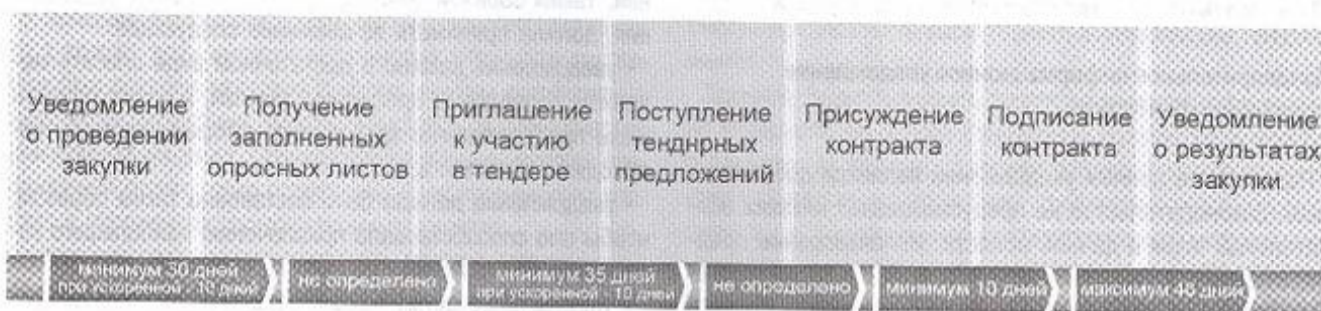 Уведомление
о проведении
закупки
Получение
заполненных
опросных листов
Приглашение
к участию
в тендере
Поступление
тенднрных
предложений
Присуждение
контракта
Подписание
контракта
Уведомление
о результатах
закупки
минимум 30 дней
при ускоренной - 10 дней
не определено
минимум 35 дней
при ускоренной - 10 дней
не определено
минимум 10 дней
максимум 48 дней